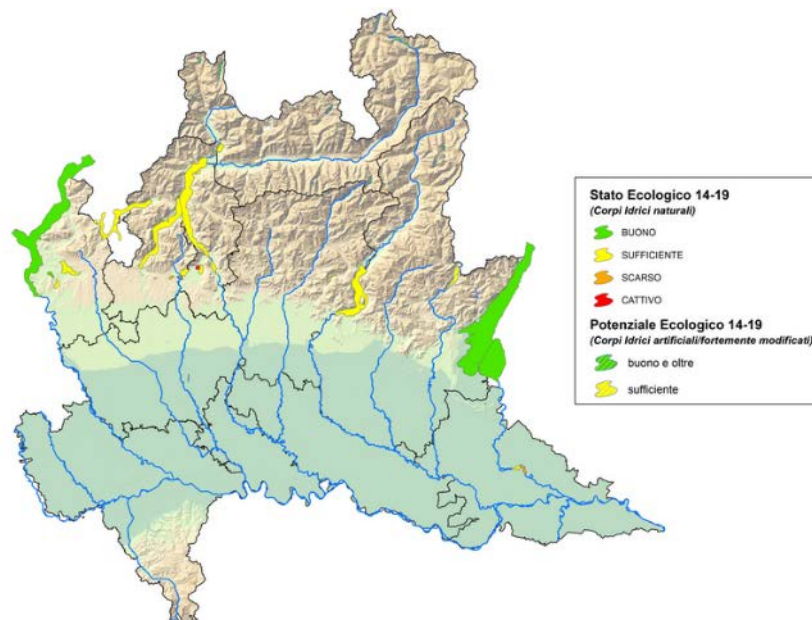 Stato Ecologico 14-19
(Corpi Idrici naturali)
BUONO
SUFFICIENTE
SCARSO
CATTIVO
Potenziale Ecologico 14-19
(Corpi Idrici artificiali/fortemente modificati)
buono e oltre
sufficiente